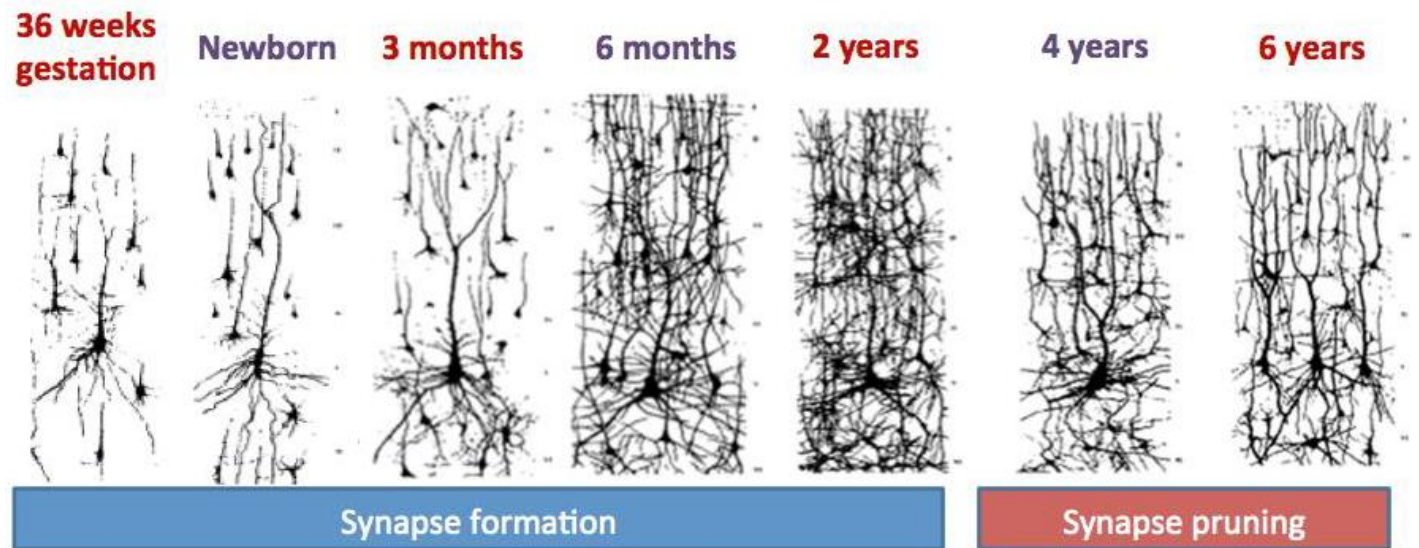 36 weeks
gestation
Newborn
3 months
6 months
2 years
4 years
6 years
Synapse formation
Synapse pruning